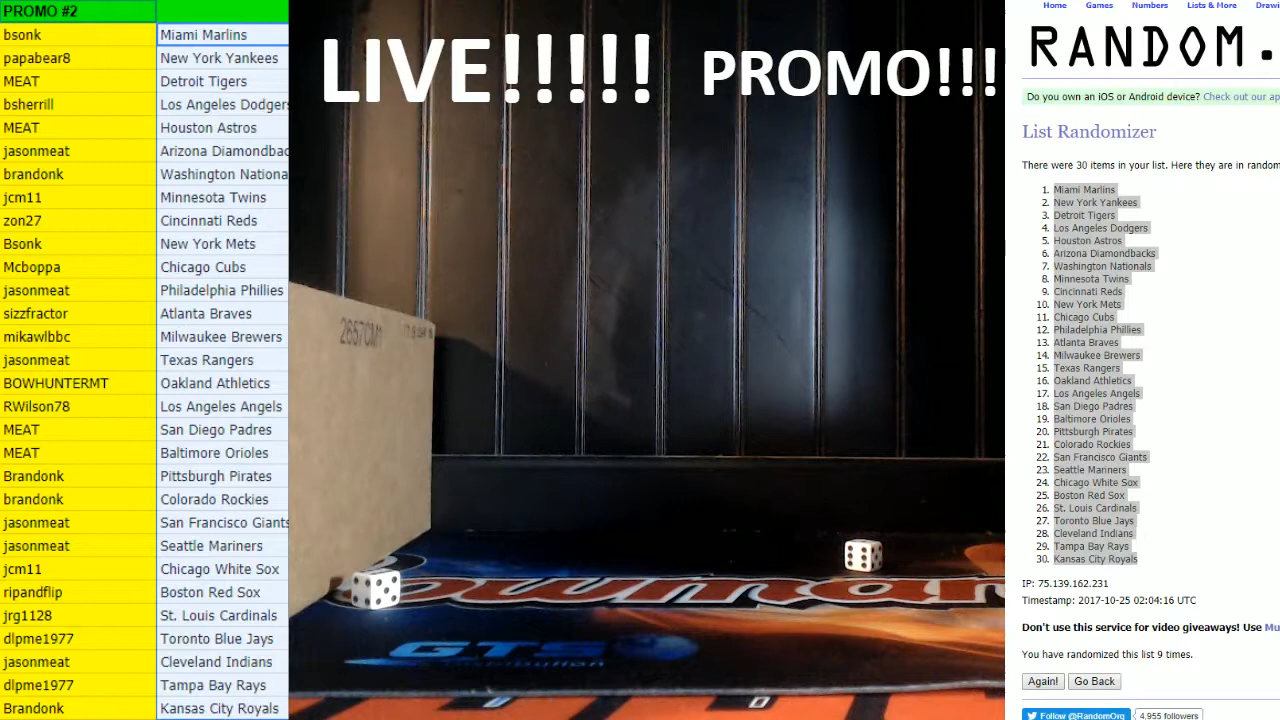 PROMO #2
bsonk Miami Marlins
papabear8 New York Yankees
MEAT Detroit Tigers
bsherrill Los Angeles Dodgers
MEAT Houston Astros
jasonmeat Arizona Diamondbac
brandonk Washington Nationa
jcm11 Minnesota Twins
zon27 Cincinnati Reds
Bsonk New York Mets
Mcboppa Chicago Cubs
jasonmeat Philadelphia Phillies
sizzfractor Atlanta Braves
mikawlbbc Milwaukee Brewers
jasonmeat Texas Rangers
BOWHUNTERMT Oakland Athletics
RWilson78 Los Angeles Angels
MEAT San Diego Padres
MEAT Baltimore Orioles
Brandonk Pittsburgh Pirates
brandonk Colorado Rockies
jasonmeat San Francisco Giants
jasonmeat Seattle Mariners
jcm11 Chicago White Sox
ripandflip Boston Red Sox
jrg1128 St. Louis Cardinals
dlpme1977 Toronto Blue Jays
jasonmeat Cleveland Indians
dlpme1977 Tampa Bay Rays
Brandonk Kansas City Royals
LIVE!!!!! PROMO!!!
2657CM1
Bowman
GTS
Distribution
Home Games Numbers Lists & More Drawi
RANDOM.
Do you own an iOS or Android device? Check out our ap
List Randomizer
There were 30 items in your list. Here they are in random
1. Miami Marlins
2. New York Yankees
3. Detroit Tigers
4. Los Angeles Dodgers
5. Houston Astros
6. Arizona Diamondbacks
7. Washington Nationals
8. Minnesota Twins
9. Cincinnati Reds
10. New York Mets
11. Chicago Cubs
12. Philadelphia Phillies
13. Atlanta Braves
14. Milwaukee Brewers
15. Texas Rangers
16. Oakland Athletics
17. Los Angeles Angels
18. San Diego Padres
19. Baltimore Orioles
20. Pittsburgh Pirates
21. Colorado Rockies
22. San Francisco Giants
23. Seattle Mariners
24. Chicago White Sox
25. Boston Red Sox
26. St. Louis Cardinals
27. Toronto Blue Jays
28. Cleveland Indians
29. Tampa Bay Rays
30. Kansas City Royals
IP: 75.139.162.231
Timestamp: 2017-10-25 02:04:16 UTC
Don't use this service for video giveaways! Use Mu
You have randomized this list 9 times.
Again! Go Back
Follow @RandomOrg 4,955 followers